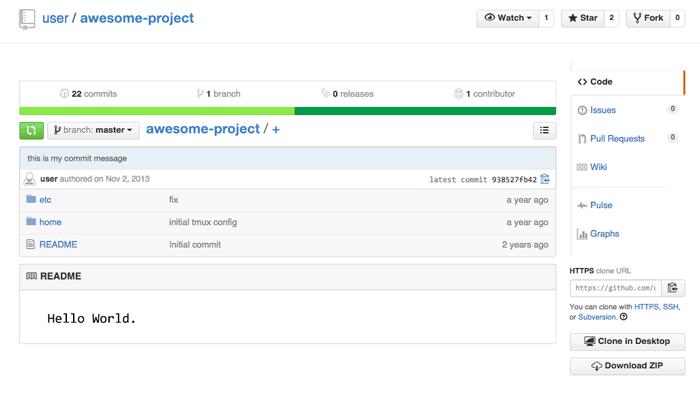 user / awesome-project
Watch 1 Star 2 Fork 0
22 commits 1 branch 0 releases 1 contributor
branch: master awesome-project / +
this is my commit message
user authored on Nov 2, 2013 latest commit 938527fb42
etc fix a year ago
home initial tmux config a year ago
README Initial commit 2 years ago
README
Hello World.
Code
Issues 0
Pull Requests 0
Wiki
Pulse
Graphs
HTTPS clone URL
https://github.com/
You can clone with HTTPS, SSH,
or Subversion.
Clone in Desktop
Download ZIP